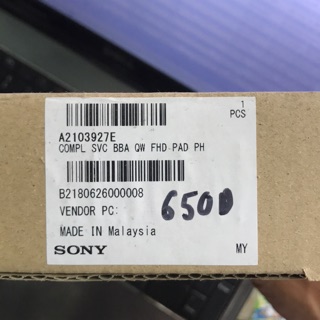 1
PCS
A2103927E
COMPL SVC BBA QW FHD PAD PH
B2180626000008
VENDOR PC: 650D
MADE IN Malaysia
SONY MY